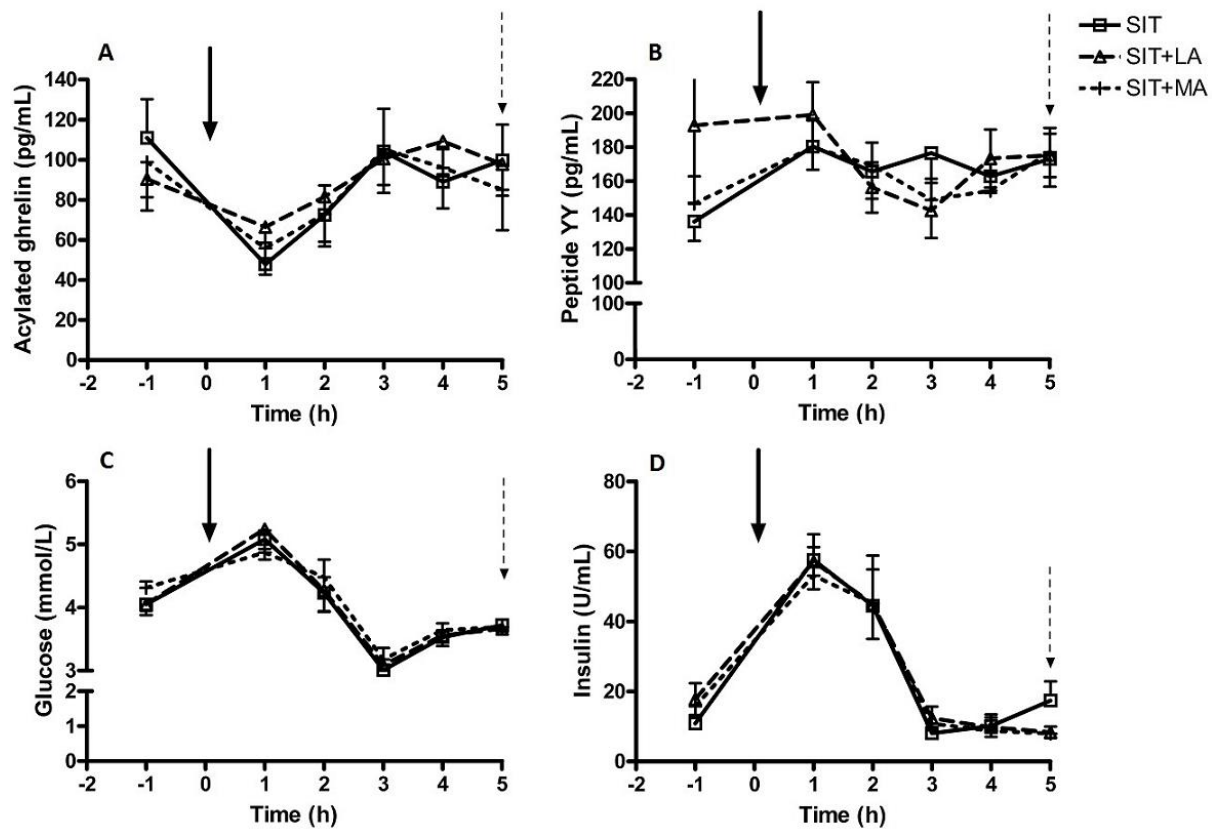 SIT
SIT+LA
SIT+MA
A
Acylated ghrelin (pg/mL)
140
120
100
80
60
40
20
0
-2 -1 0 1 2 3 4 5
Time (h)
B
Peptide YY (pg/mL)
220
200
180
160
140
120
100
100
0
-2 -1 0 1 2 3 4 5
Time (h)
C
Glucose (mmol/L)
6
5
4
3
2
1
0
-2 -1 0 1 2 3 4 5
Time (h)
D
Insulin (U/mL)
80
60
40
20
0
-2 -1 0 1 2 3 4 5
Time (h)